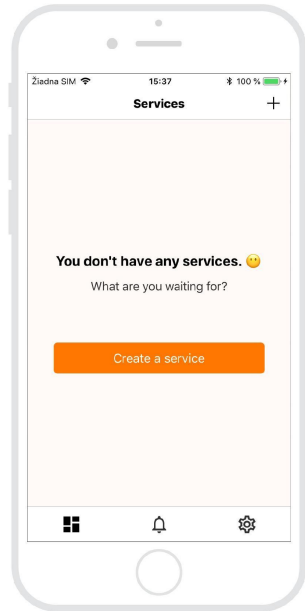 Žiadna SIM 15:37 100 %
Services
You don't have any services. 😶
What are you waiting for?
Create a service